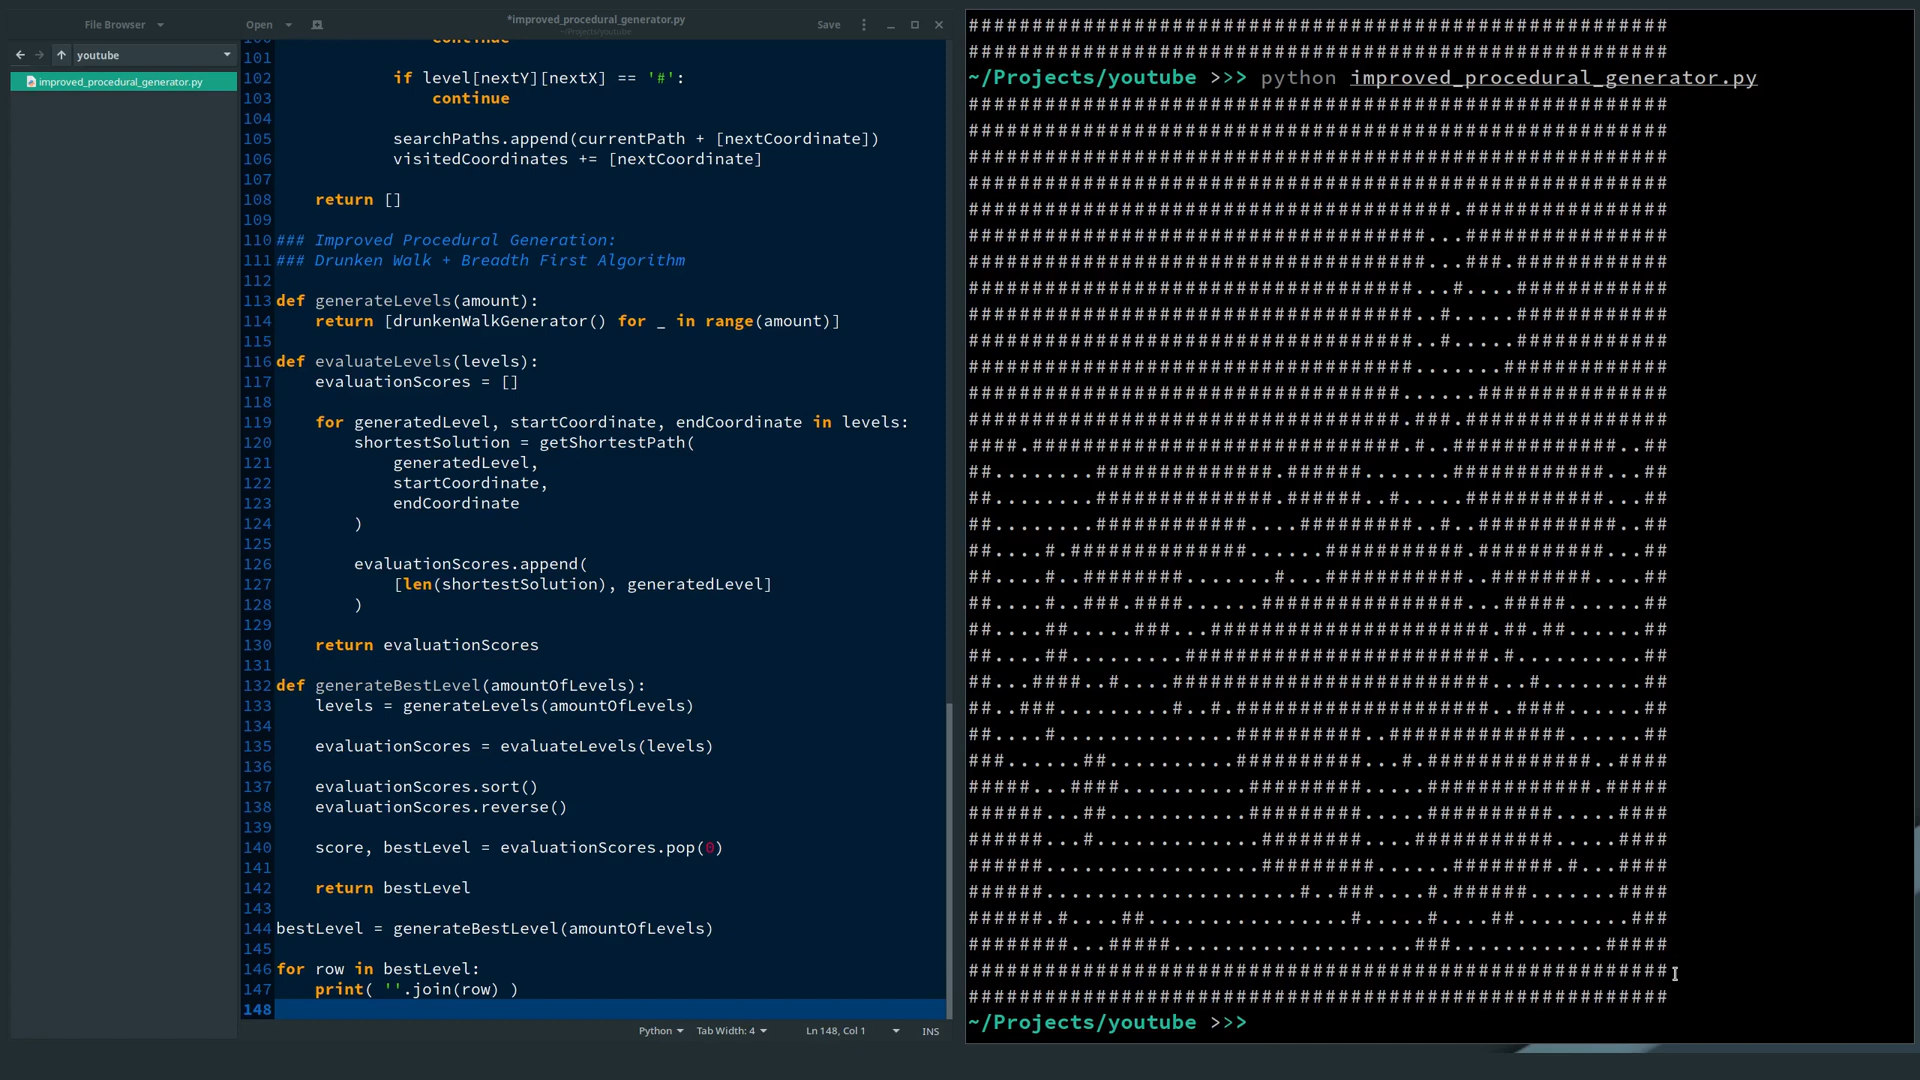 File Browser
youtube
improved_procedural_generator.py
Open
*improved_procedural_generator.py
~/Projects/youtube
Save
continue
101
102 if level[nextY][nextX] == '#':
103 continue
104
105 searchPaths.append(currentPath + [nextCoordinate])
106 visitedCoordinates += [nextCoordinate]
107
108 return []
109
110 ### Improved Procedural Generation:
111 ### Drunken Walk + Breadth First Algorithm
112
113 def generateLevels(amount):
114 return [drunkenWalkGenerator() for _ in range(amount)]
115
116 def evaluateLevels(levels):
117 evaluationScores = []
118
119 for generatedLevel, startCoordinate, endCoordinate in levels:
120 shortestSolution = getShortestPath(
121 generatedLevel,
122 startCoordinate,
123 endCoordinate
124 )
125
126 evaluationScores.append(
127 [len(shortestSolution), generatedLevel]
128 )
129
130 return evaluationScores
131
132 def generateBestLevel(amountOfLevels):
133 levels = generateLevels(amountOfLevels)
134
135 evaluationScores = evaluateLevels(levels)
136
137 evaluationScores.sort()
138 evaluationScores.reverse()
139
140 score, bestLevel = evaluationScores.pop(0)
141
142 return bestLevel
143
144 bestLevel = generateBestLevel(amountOfLevels)
145
146 for row in bestLevel:
147 print( ''.join(row) )
148
Python
Tab Width: 4
Ln 148, Col 1
INS
~/Projects/youtube >>> python improved_procedural_generator.py
~/Projects/youtube >>>